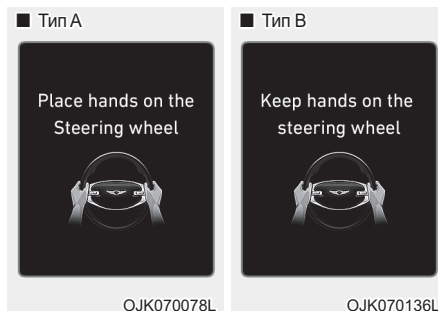 ■ Тип A
Place hands on the
Steering wheel
OJK070078L
■ Тип B
Keep hands on the
steering wheel
OJK070136L